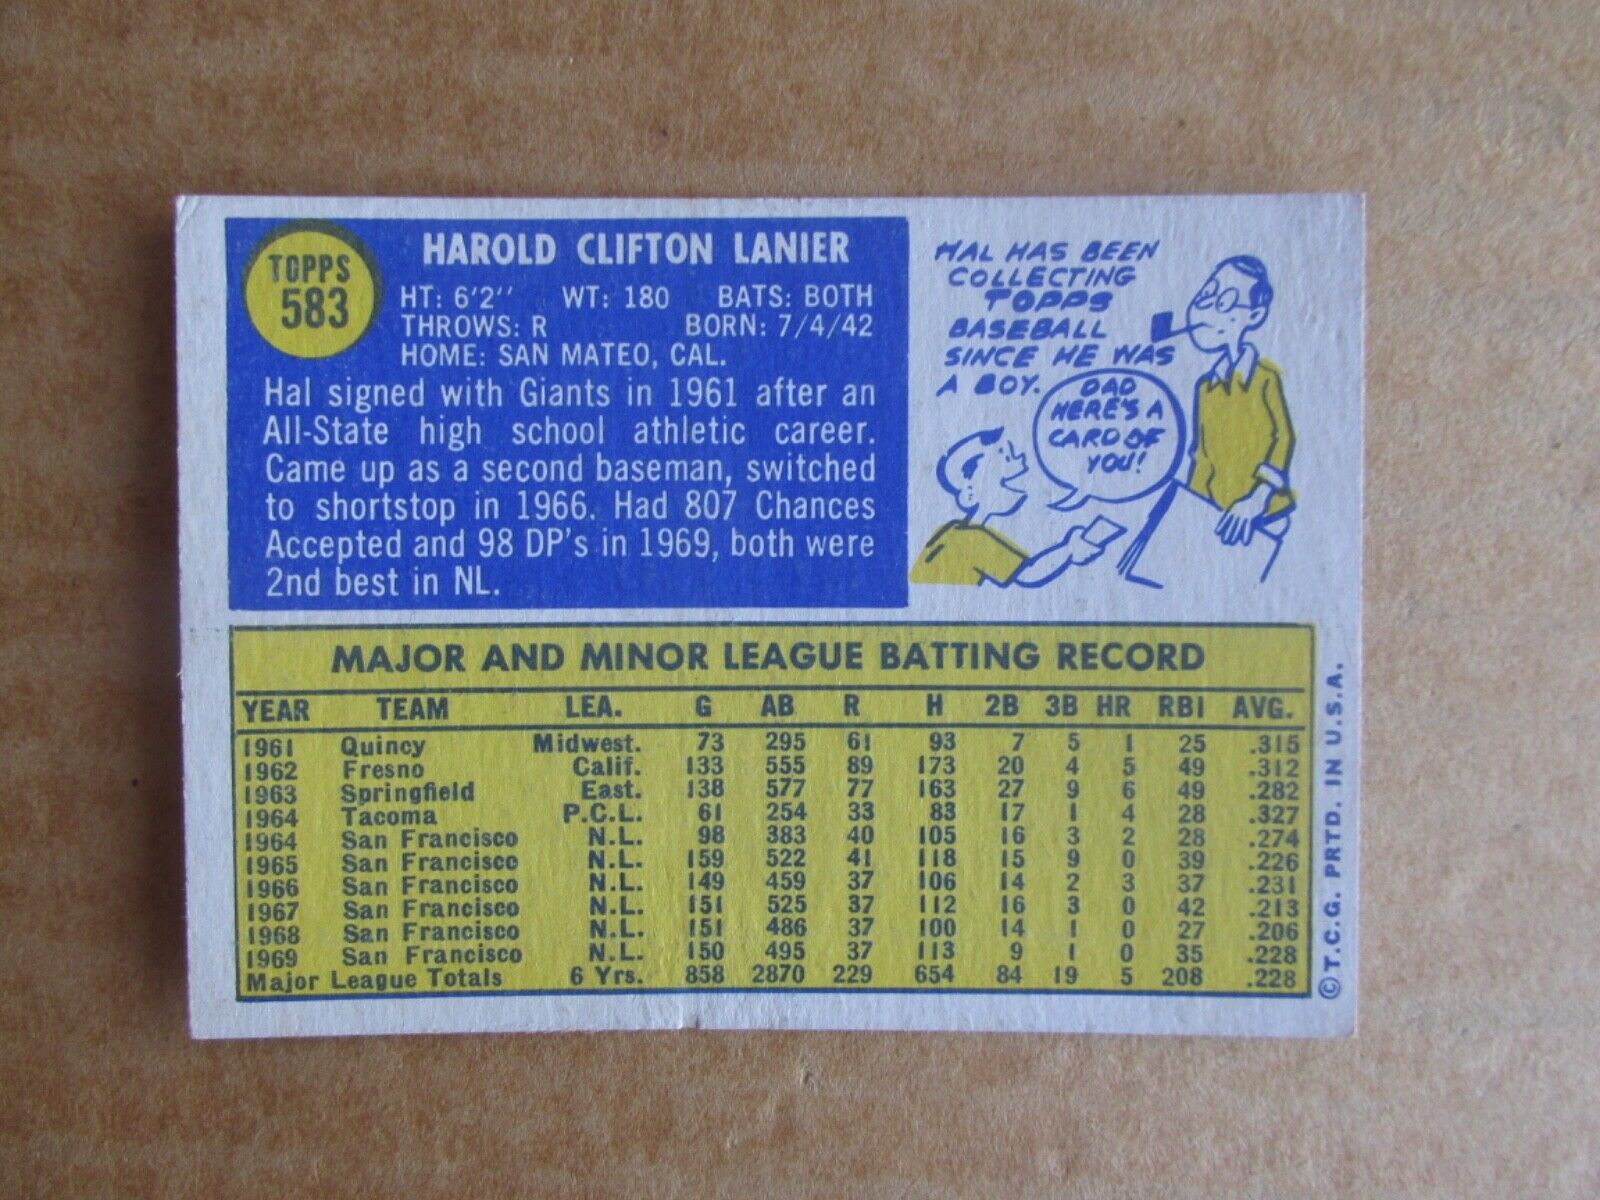 TOPPS
583
HAROLD CLIFTON LANIER
HT: 6'2'' WT: 180 BATS: BOTH
THROWS: R BORN: 7/4/42
HOME: SAN MATEO, CAL.
Hal signed with Giants in 1961 after an
All-State high school athletic career.
Came up as a second baseman, switched
to shortstop in 1966. Had 807 Chances
Accepted and 98 DP's in 1969, both were
2nd best in NL.
HAL HAS BEEN
COLLECTING
TOPPS
BASEBALL
SINCE HE WAS
A BOY.
DAD
HERE'S A
CARD OF
YOU!
MAJOR AND MINOR LEAGUE BATTING RECORD
YEAR TEAM LEA. G AB R H 2B 3B HR RBI AVG.
1961 Quincy Midwest. 73 295 61 93 7 5 1 25 .315
1962 Fresno Calif. 133 555 89 173 20 4 5 49 .312
1963 Springfield East. 138 577 77 163 27 9 6 49 .282
1964 Tacoma P.C.L. 61 254 33 83 17 1 4 28 .327
1964 San Francisco N.L. 98 383 40 105 16 3 2 28 .274
1965 San Francisco N.L. 159 522 41 118 15 9 0 39 .226
1966 San Francisco N.L. 149 459 37 106 14 2 3 37 .231
1967 San Francisco N.L. 151 525 37 112 16 3 0 42 .213
1968 San Francisco N.L. 151 486 37 100 14 1 0 27 .206
1969 San Francisco N.L. 150 495 37 113 9 1 0 35 .228
Major League Totals 6 Yrs. 858 2870 229 654 84 19 5 208 .228
© T.C.G. PRTD. IN U.S.A.